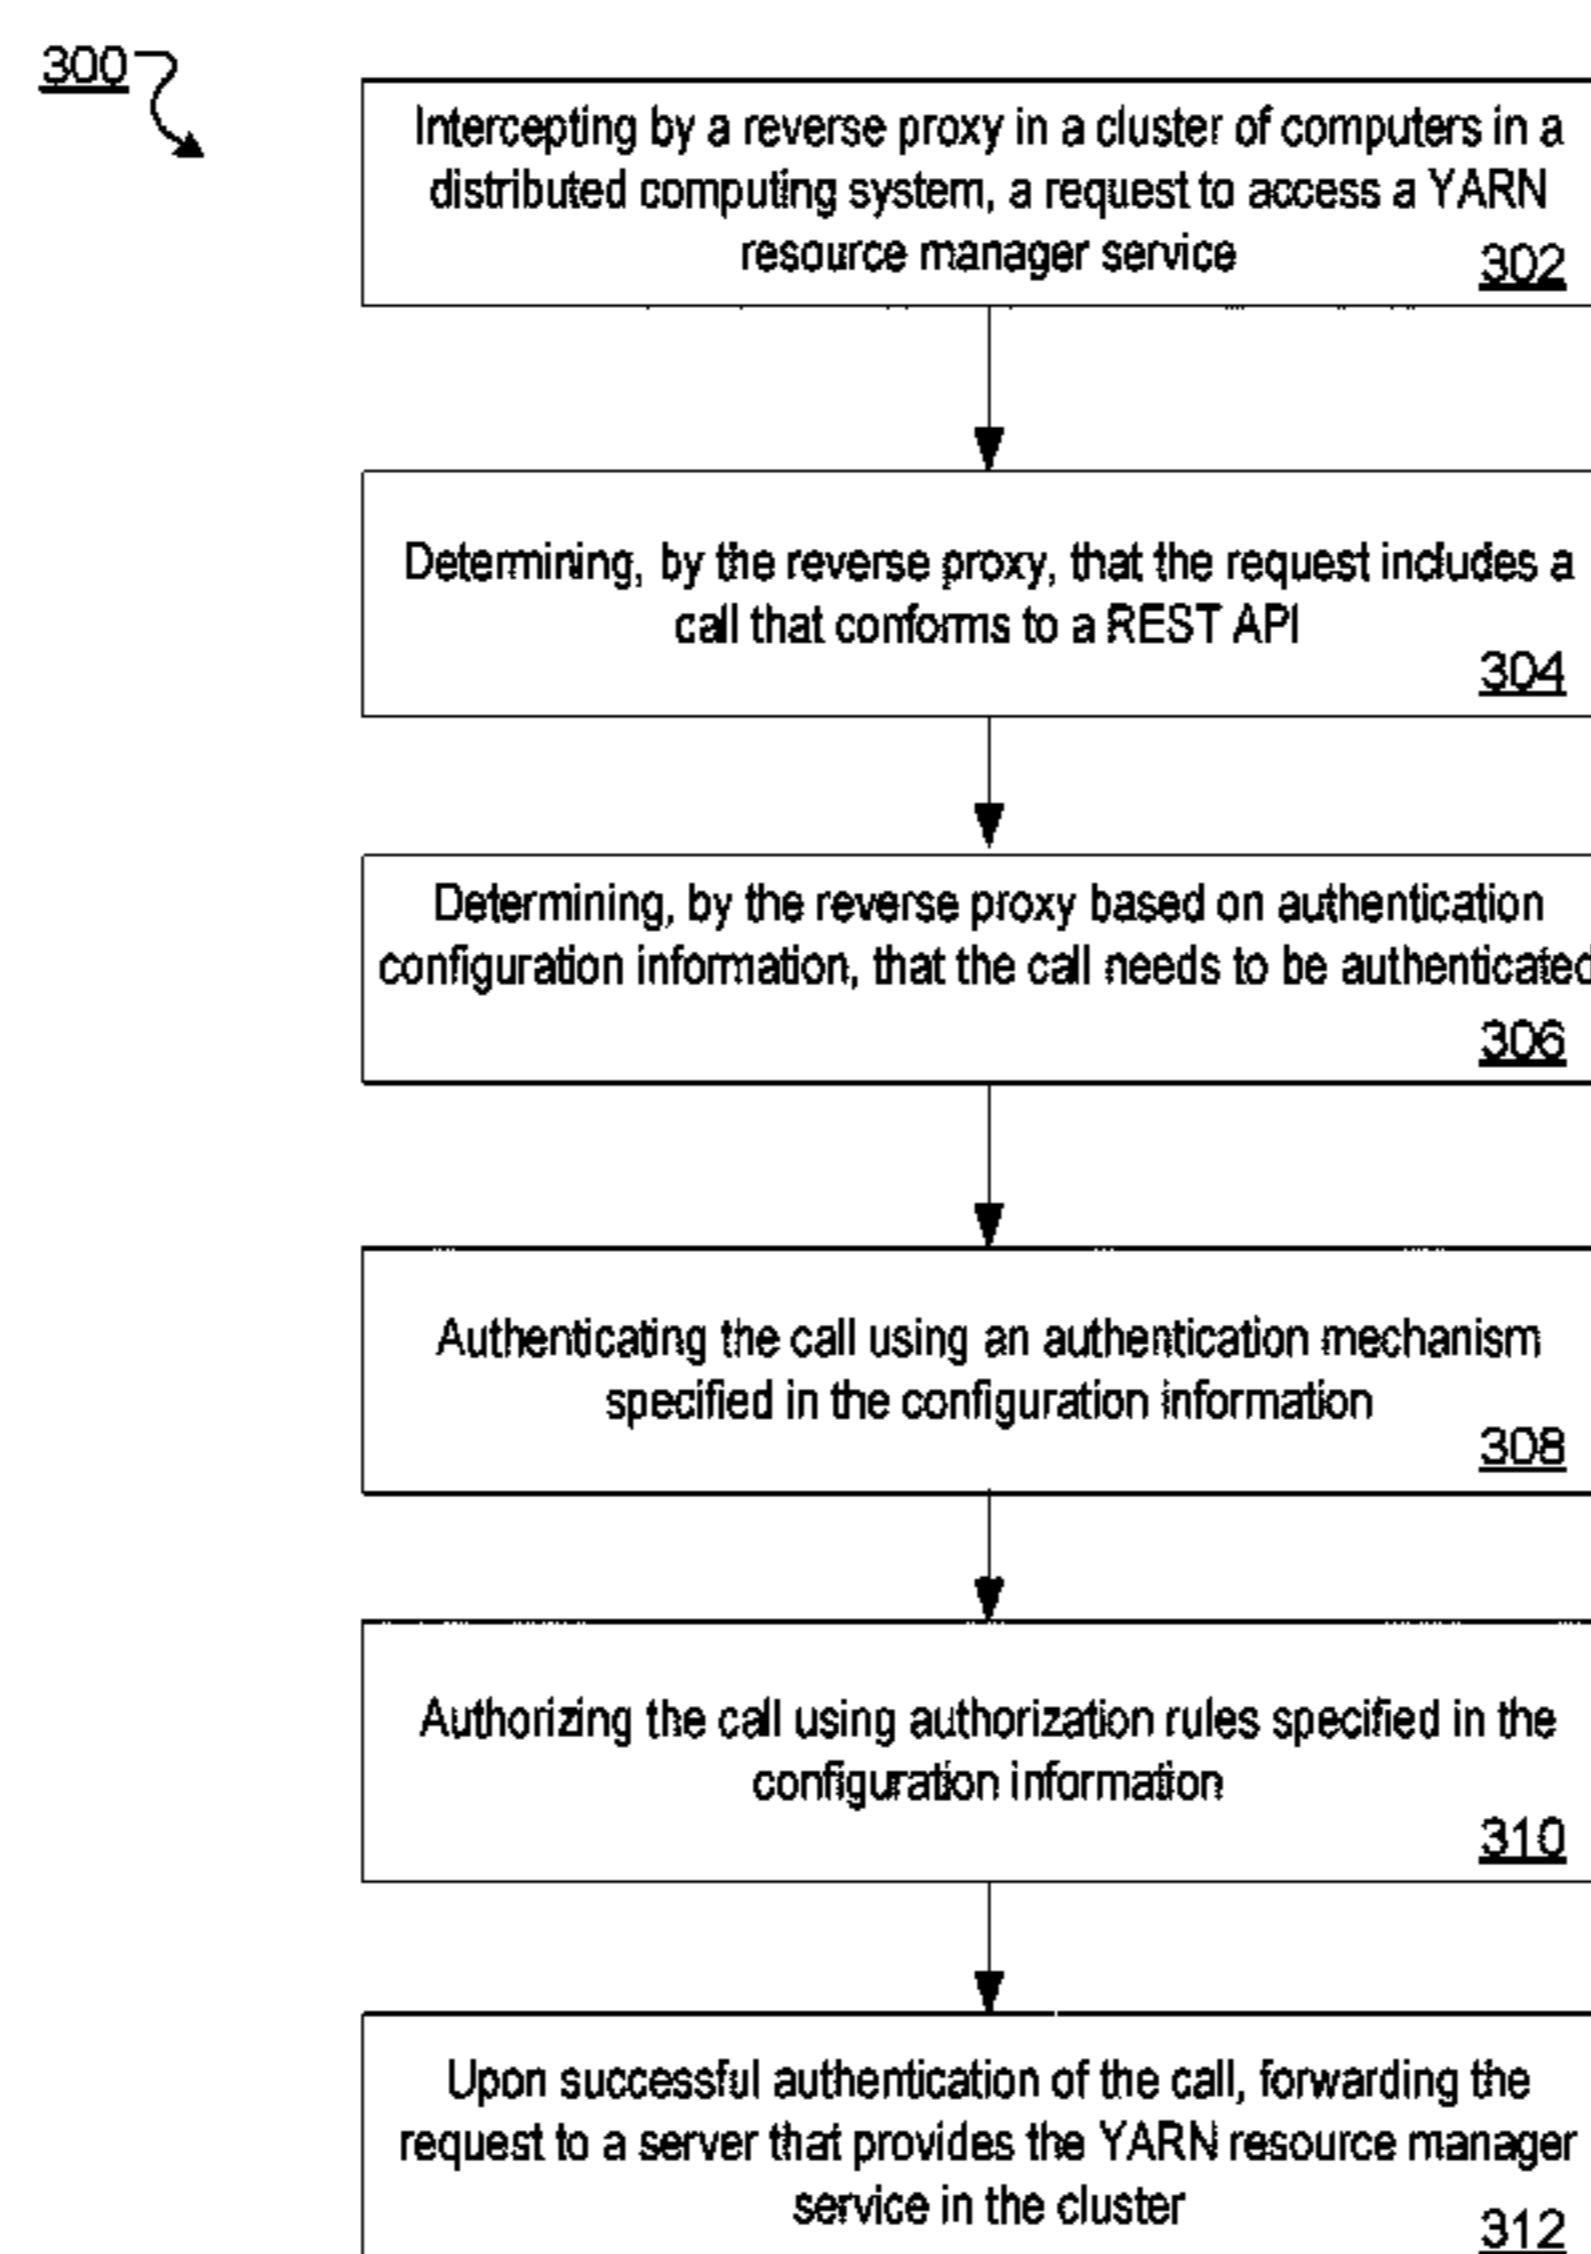 300
Intercepting by a reverse proxy in a cluster of computers in a
distributed computing system, a request to access a YARN
resource manager service
302
Determining, by the reverse proxy, that the request includes a
call that conforms to a REST API
304
Determining, by the reverse proxy based on authentication
configuration information, that the call needs to be authenticated
306
Authenticating the call using an authentication mechanism
specified in the configuration information
308
Authorizing the call using authorization rules specified in the
configuration information
310
Upon successful authentication of the call, forwarding the
request to a server that provides the YARN resource manager
service in the cluster
312